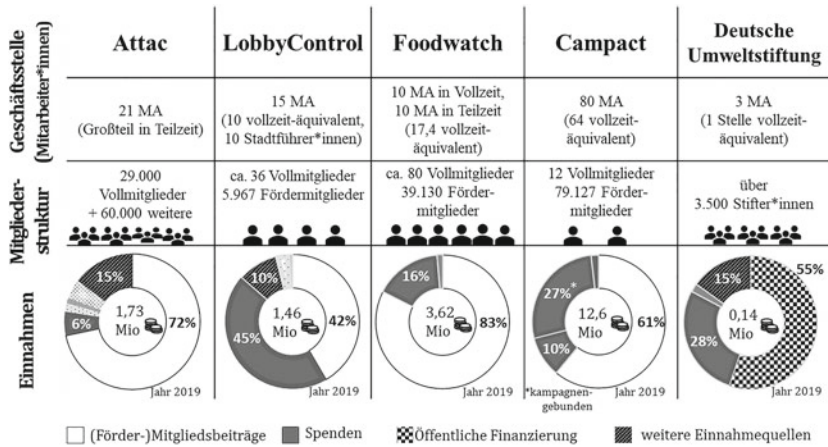 Attac
LobbyControl
Foodwatch
Campact
Deutsche
Umweltstiftung
Geschäftsstelle
(Mitarbeiter*innen)
21 MA
(Großteil in Teilzeit)
15 MA
(10 vollzeit-äquivalent,
10 Stadtführer*innen)
10 MA in Vollzeit,
10 MA in Teilzeit
(17,4 vollzeit-
äquivalent)
80 MA
(64 vollzeit-
äquivalent)
3 MA
(1 Stelle vollzeit-
äquivalent)
Mitglieder-
struktur
29.000
Vollmitglieder
+ 60.000 weitere
ca. 36 Vollmitglieder
5.967 Fördermitglieder
ca. 80 Vollmitglieder
39.130 Förder-
mitglieder
12 Vollmitglieder
79.127 Förder-
mitglieder
über
3.500 Stifter*innen
Einnahmen
15%
6%
1,73
Mio
72%
Jahr 2019
10%
45%
1,46
Mio
42%
Jahr 2019
16%
3,62
Mio
83%
Jahr 2019
27%*
10%
12,6
Mio
61%
Jahr 2019
*kampagnen-
gebunden
15%
28%
0,14
Mio
55%
Jahr 2019
(Förder-)Mitgliedsbeiträge
Spenden
Öffentliche Finanzierung
weitere Einnahmequellen